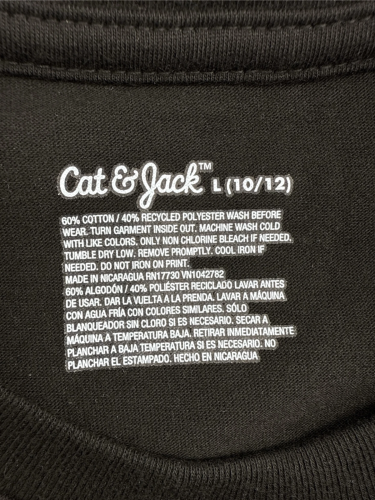 Cat & Jack™ L (10/12)
60% COTTON / 40% RECYCLED POLYESTER WASH BEFORE
WEAR. TURN GARMENT INSIDE OUT. MACHINE WASH COLD
WITH LIKE COLORS. ONLY NON CHLORINE BLEACH IF NEEDED.
TUMBLE DRY LOW. REMOVE PROMPTLY. COOL IRON IF
NEEDED. DO NOT IRON ON PRINT.
MADE IN NICARAGUA RN17730 VN1042782
60% ALGODÓN / 40% POLIÉSTER RECICLADO LAVAR ANTES
DE USAR. DAR LA VUELTA A LA PRENDA. LAVAR A MÁQUINA
CON AGUA FRÍA CON COLORES SIMILARES. SÓLO
BLANQUEADOR SIN CLORO SI ES NECESARIO. SECAR A
MÁQUINA A TEMPERATURA BAJA. RETIRAR INMEDIATAMENTE
PLANCHAR A BAJA TEMPERATURA SI ES NECESARIO. NO
PLANCHAR EL ESTAMPADO. HECHO EN NICARAGUA